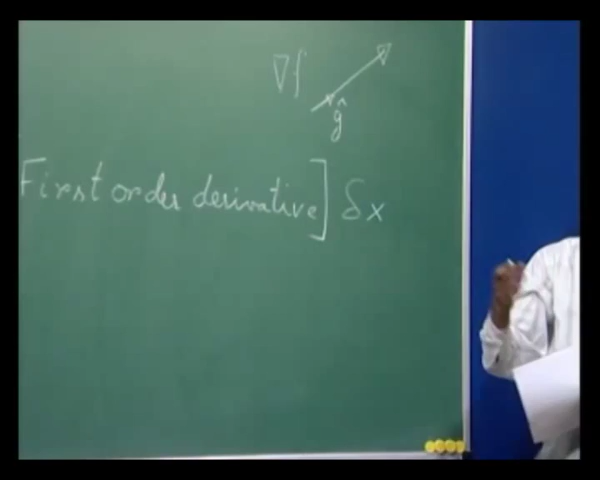 ∇f
ĝ
First order derivative] δx